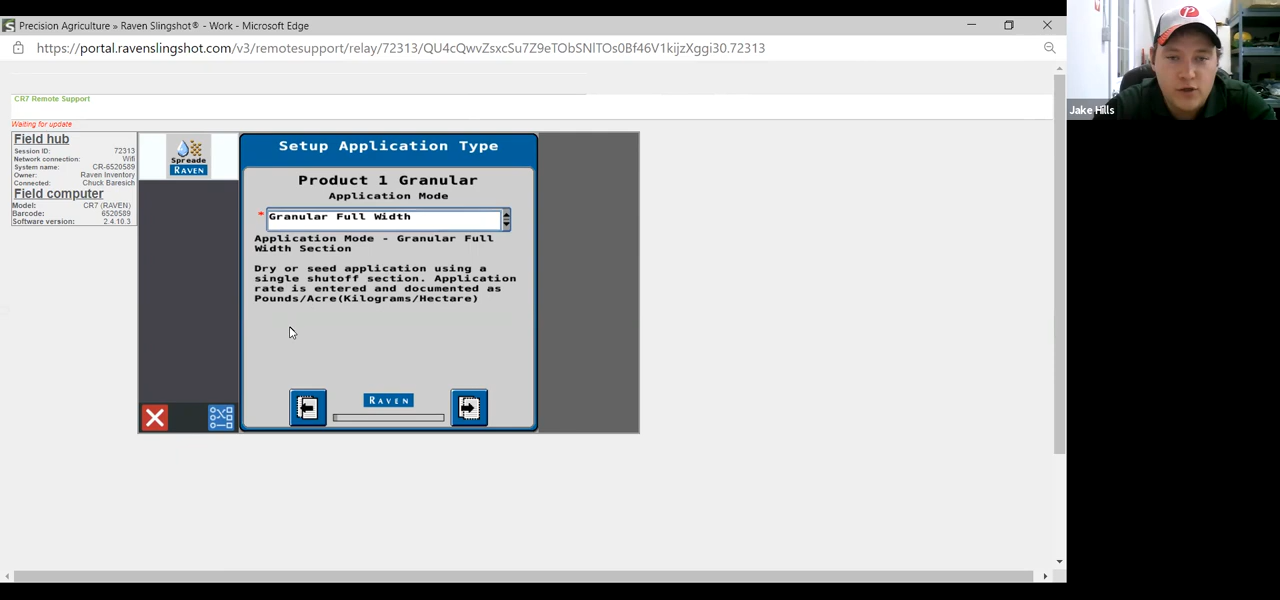 Precision Agriculture » Raven Slingshot® - Work - Microsoft Edge
https://portal.ravenslingshot.com/v3/remotesupport/relay/72313/QU4cQwvZsxcSu7Z9eTObSNlTOs0Bf46V1kijzXggi30.72313
Jake Hills
CR7 Remote Support
Waiting for update
Field hub
Session ID: 72313
Network connection: Wifi
System name: CR-6520589
Owner: Raven Inventory
Connected: Chuck Baresich
Field computer
Model: CR7 (RAVEN)
Barcode: 6520589
Software version: 2.4.10.3
Spreade
RAVEN
Setup Application Type
Product 1 Granular
Application Mode
* Granular Full Width
Application Mode - Granular Full
Width Section
Dry or seed application using a
single shutoff section. Application
rate is entered and documented as
Pounds/Acre(Kilograms/Hectare)
RAVEN